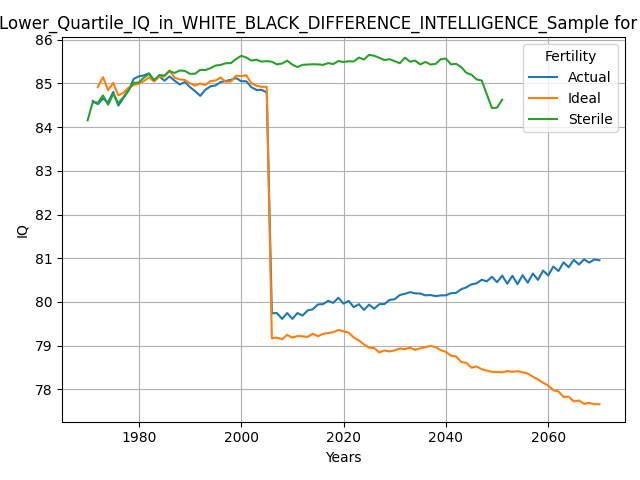 Lower_Quartile_IQ_in_WHITE_BLACK_DIFFERENCE_INTELLIGENCE_Sample for
86
85
84
83
82
81
80
79
78
IQ
Fertility
Actual
Ideal
Sterile
1980
2000
2020
2040
2060
Years